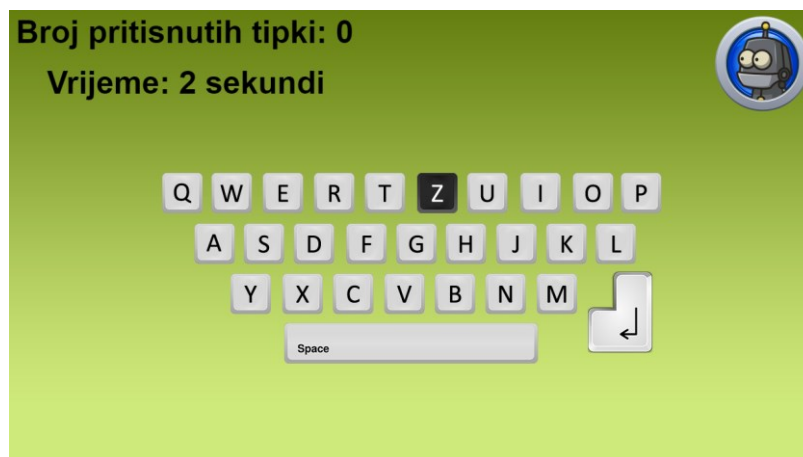 Broj pritisnutih tipki: 0
Vrijeme: 2 sekundi
Q W E R T Z U I O P
A S D F G H J K L
Y X C V B N M
Space